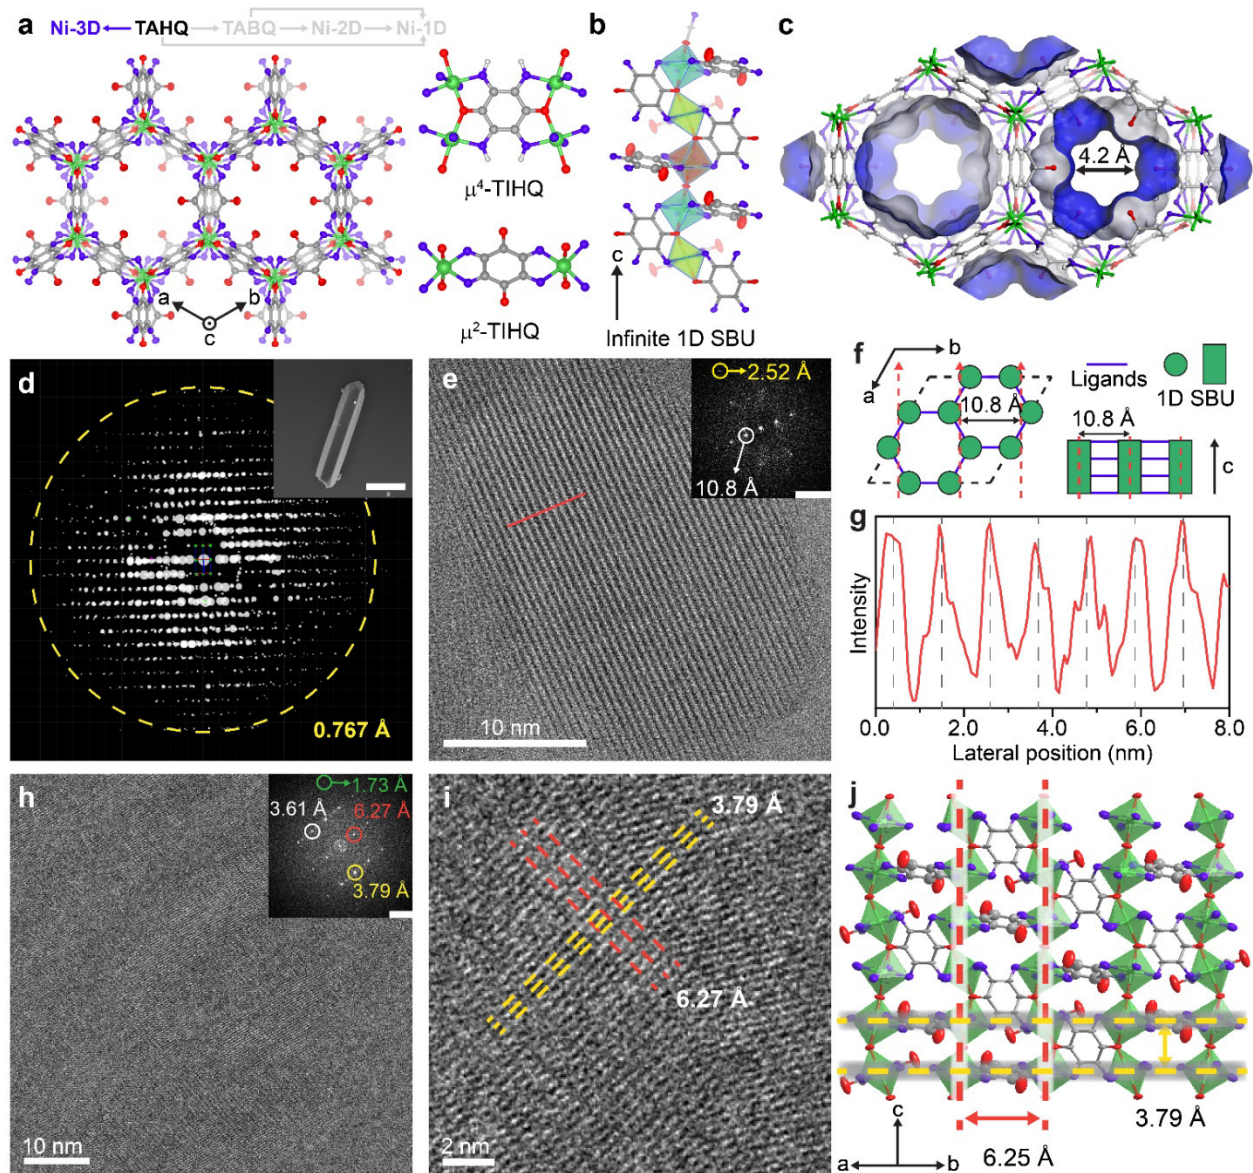 a
Ni-3D TAHQ TABQ Ni-2D Ni-1D
a b
c
μ⁴-TIHQ
μ²-TIHQ
b
c
Infinite 1D SBU
c
4.2 Å
d
0.767 Å
e
2.52 Å
10.8 Å
10 nm
f
b
a
10.8 Å
Ligands
1D SBU
10.8 Å
c
g
Intensity
0.0 2.0 4.0 6.0 8.0
Lateral position (nm)
h
1.73 Å
3.61 Å
6.27 Å
3.79 Å
10 nm
i
3.79 Å
6.27 Å
2 nm
j
3.79 Å
c
a b
6.25 Å